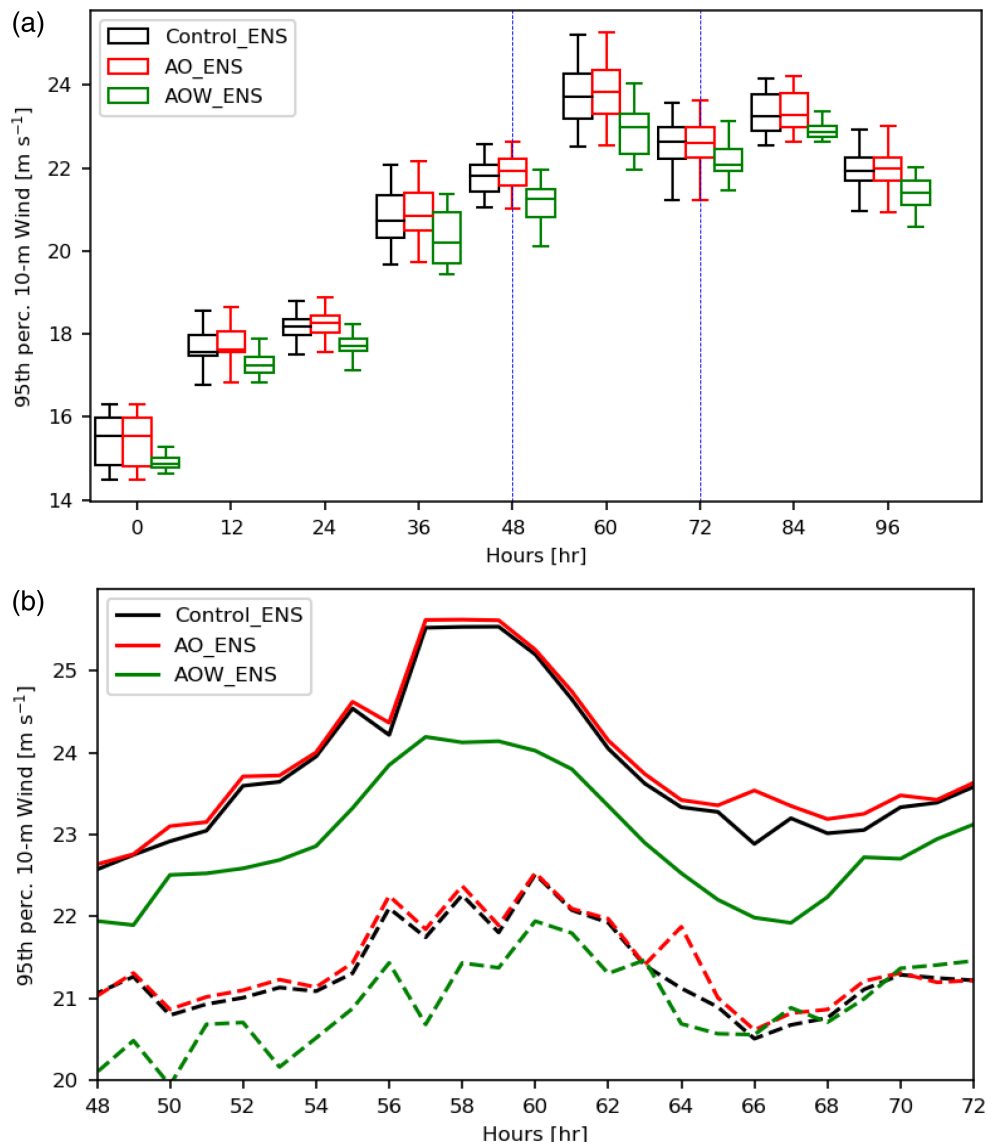 (a)
Control_ENS
AO_ENS
AOW_ENS
95th perc. 10-m Wind [m s⁻¹]
24
22
20
18
16
14
0 12 24 36 48 60 72 84 96
Hours [hr]
(b)
Control_ENS
AO_ENS
AOW_ENS
95th perc. 10-m Wind [m s⁻¹]
25
24
23
22
21
20
48 50 52 54 56 58 60 62 64 66 68 70 72
Hours [hr]